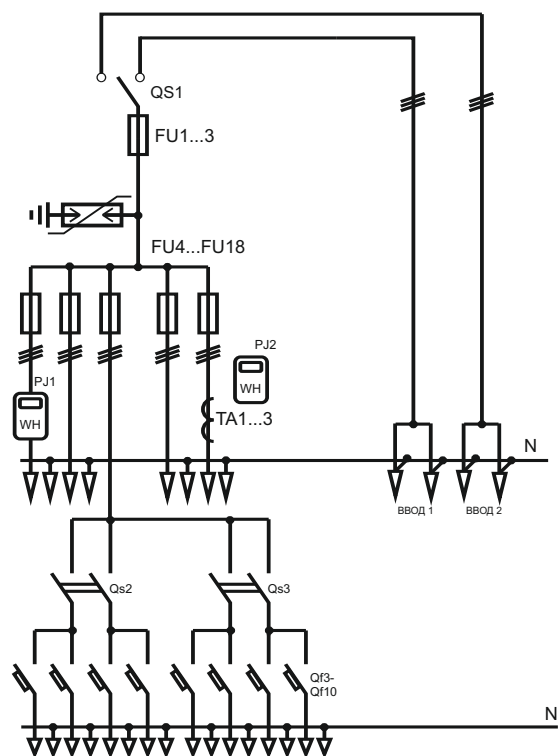 QS1
FU1...3
FU4...FU18
PJ2
PJ1
WH
WH
TA1...3
N
ВВОД 1
ВВОД 2
Qs2
Qs3
Qf3-
Qf10
N